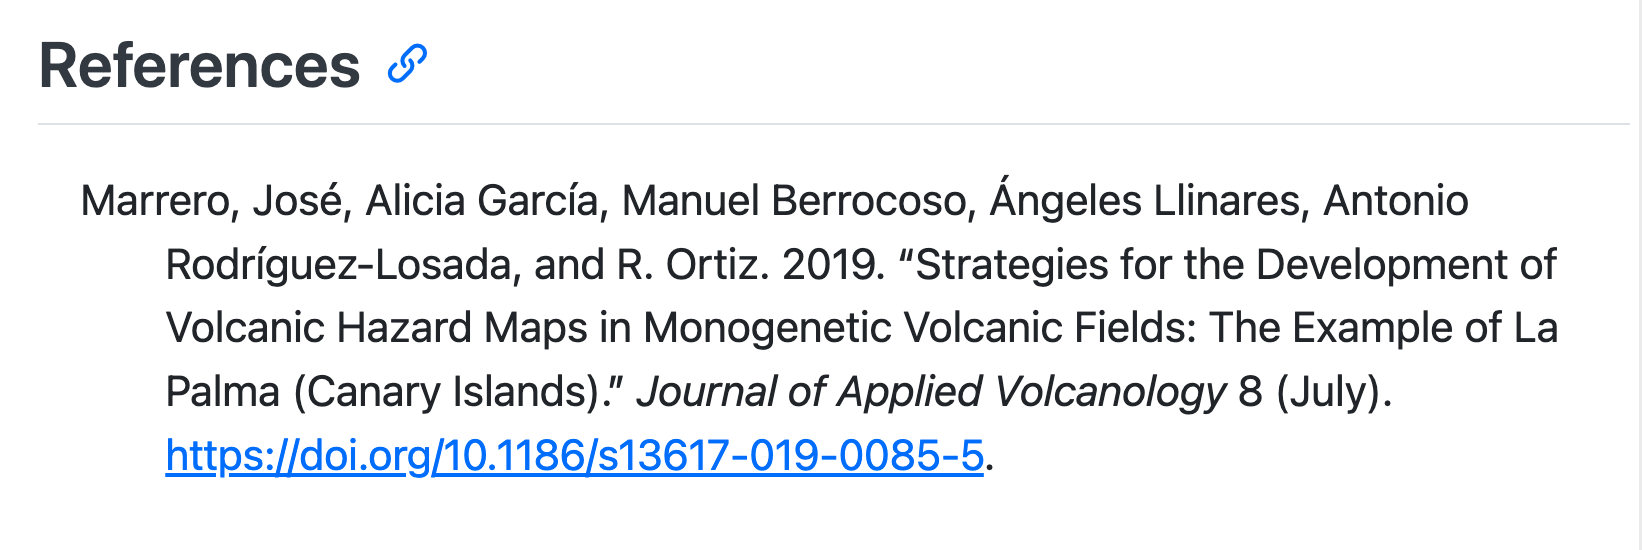 References
Marrero, José, Alicia García, Manuel Berrocoso, Ángeles Llinares, Antonio
Rodríguez-Losada, and R. Ortiz. 2019. “Strategies for the Development of
Volcanic Hazard Maps in Monogenetic Volcanic Fields: The Example of La
Palma (Canary Islands).” Journal of Applied Volcanology 8 (July).
https://doi.org/10.1186/s13617-019-0085-5.